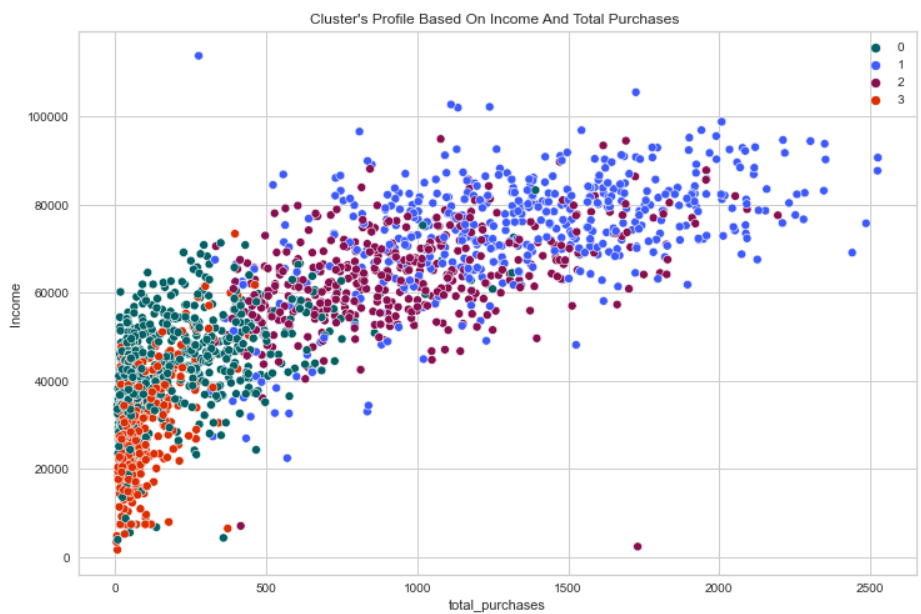 Cluster's Profile Based On Income And Total Purchases
0
1
2
3
100000
80000
60000
40000
20000
0
Income
0 500 1000 1500 2000 2500
total_purchases